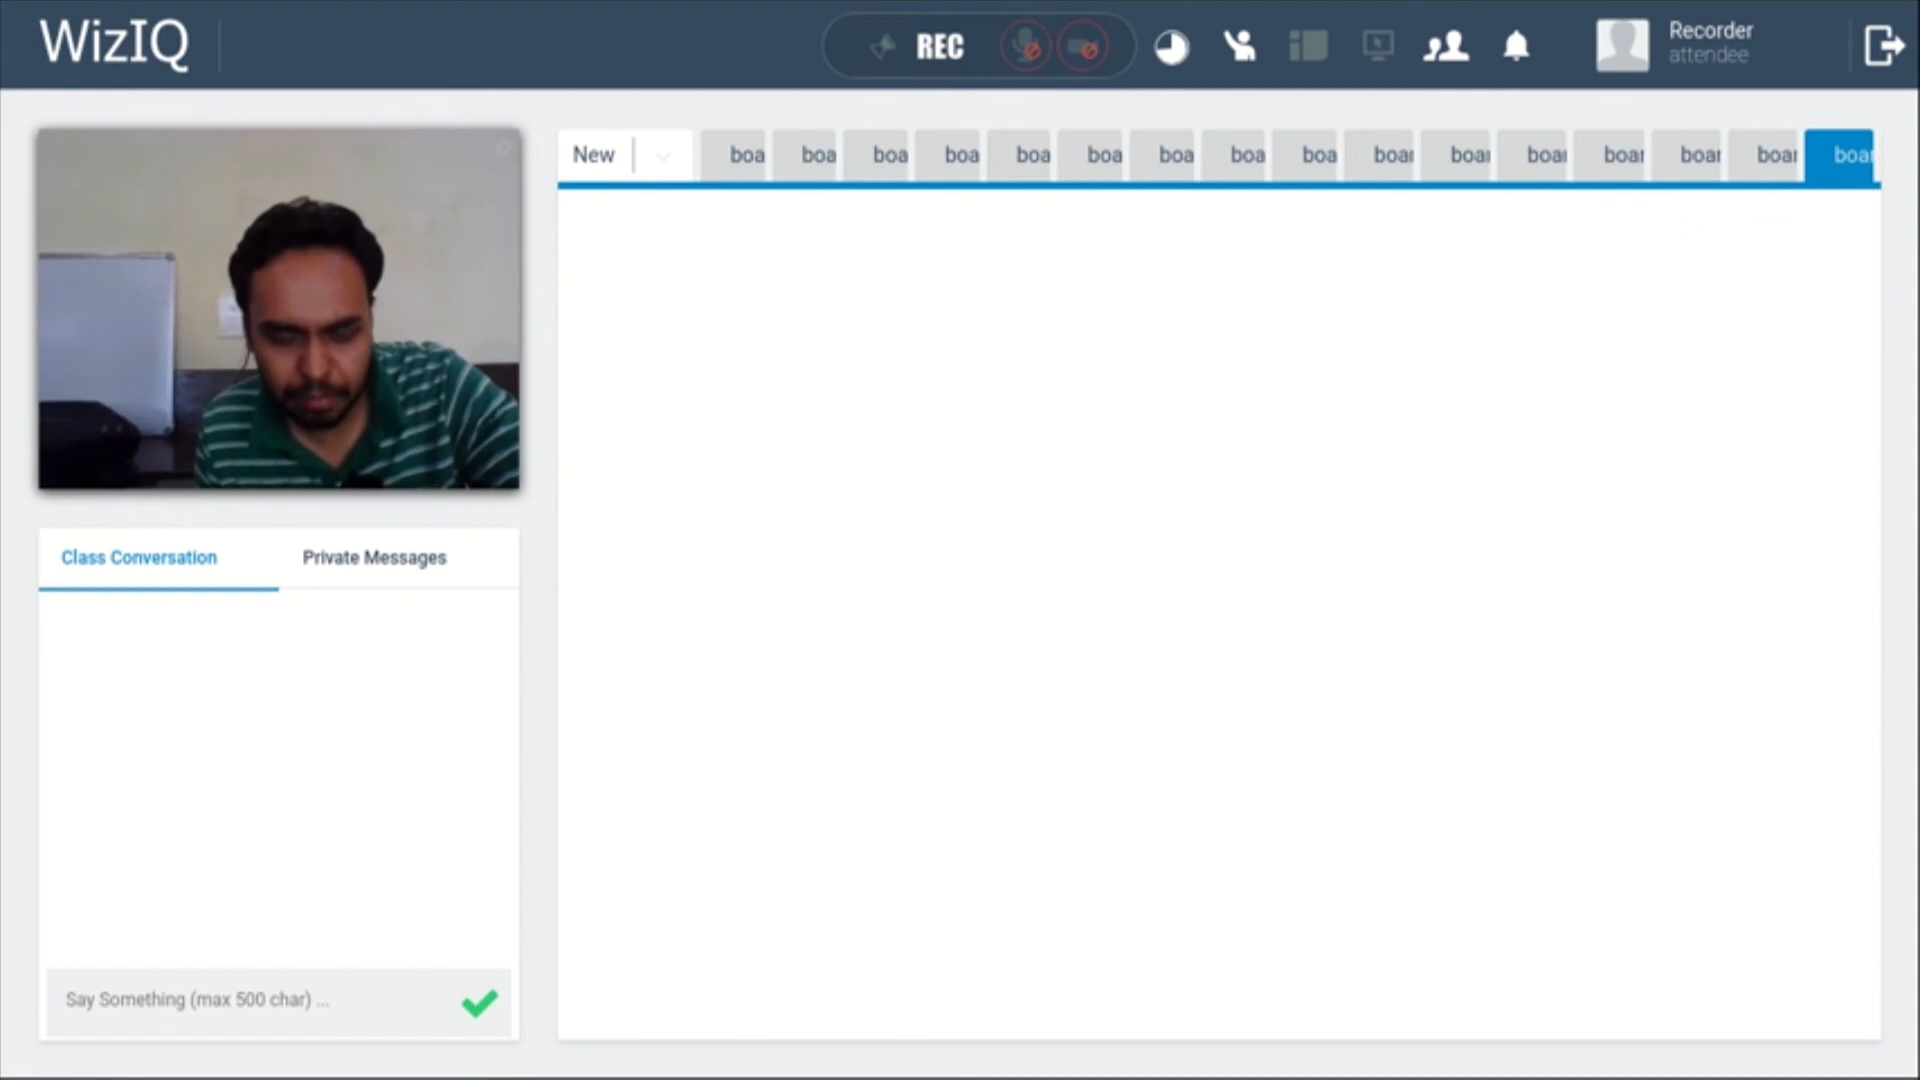 WizIQ
REC
Recorder
attendee
New boa boa boa boa boa boa boa boa boa boar boar boar boar boar boar boar
Class Conversation Private Messages
Say Something (max 500 char) ...